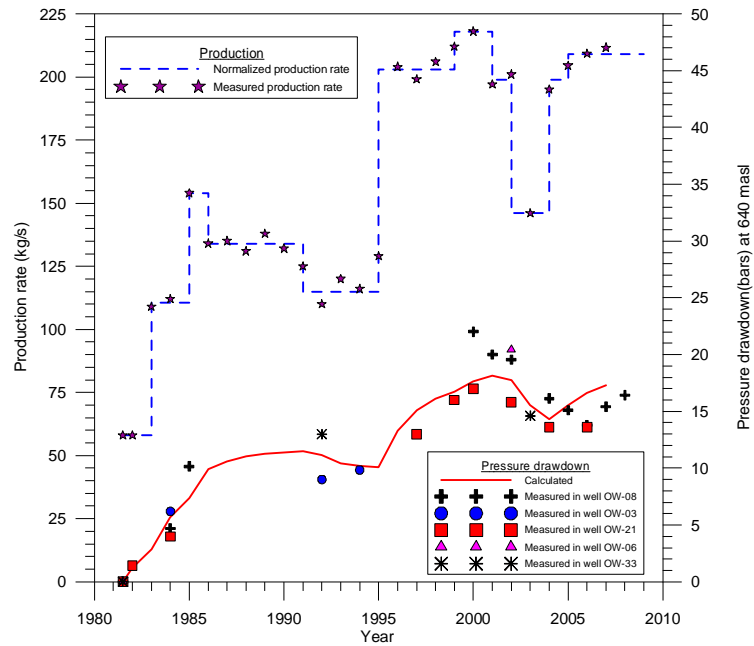 Production
Normalized production rate
Measured production rate
250
225
200
175
150
125
100
75
50
25
0
Production rate (kg/s)
50
45
40
35
30
25
20
15
10
5
0
Pressure drawdown(bars) at 640 masl
Pressure drawdown
Calculated
Measured in well OW-08
Measured in well OW-03
Measured in well OW-21
Measured in well OW-06
Measured in well OW-33
1980 1985 1990 1995 2000 2005 2010
Year